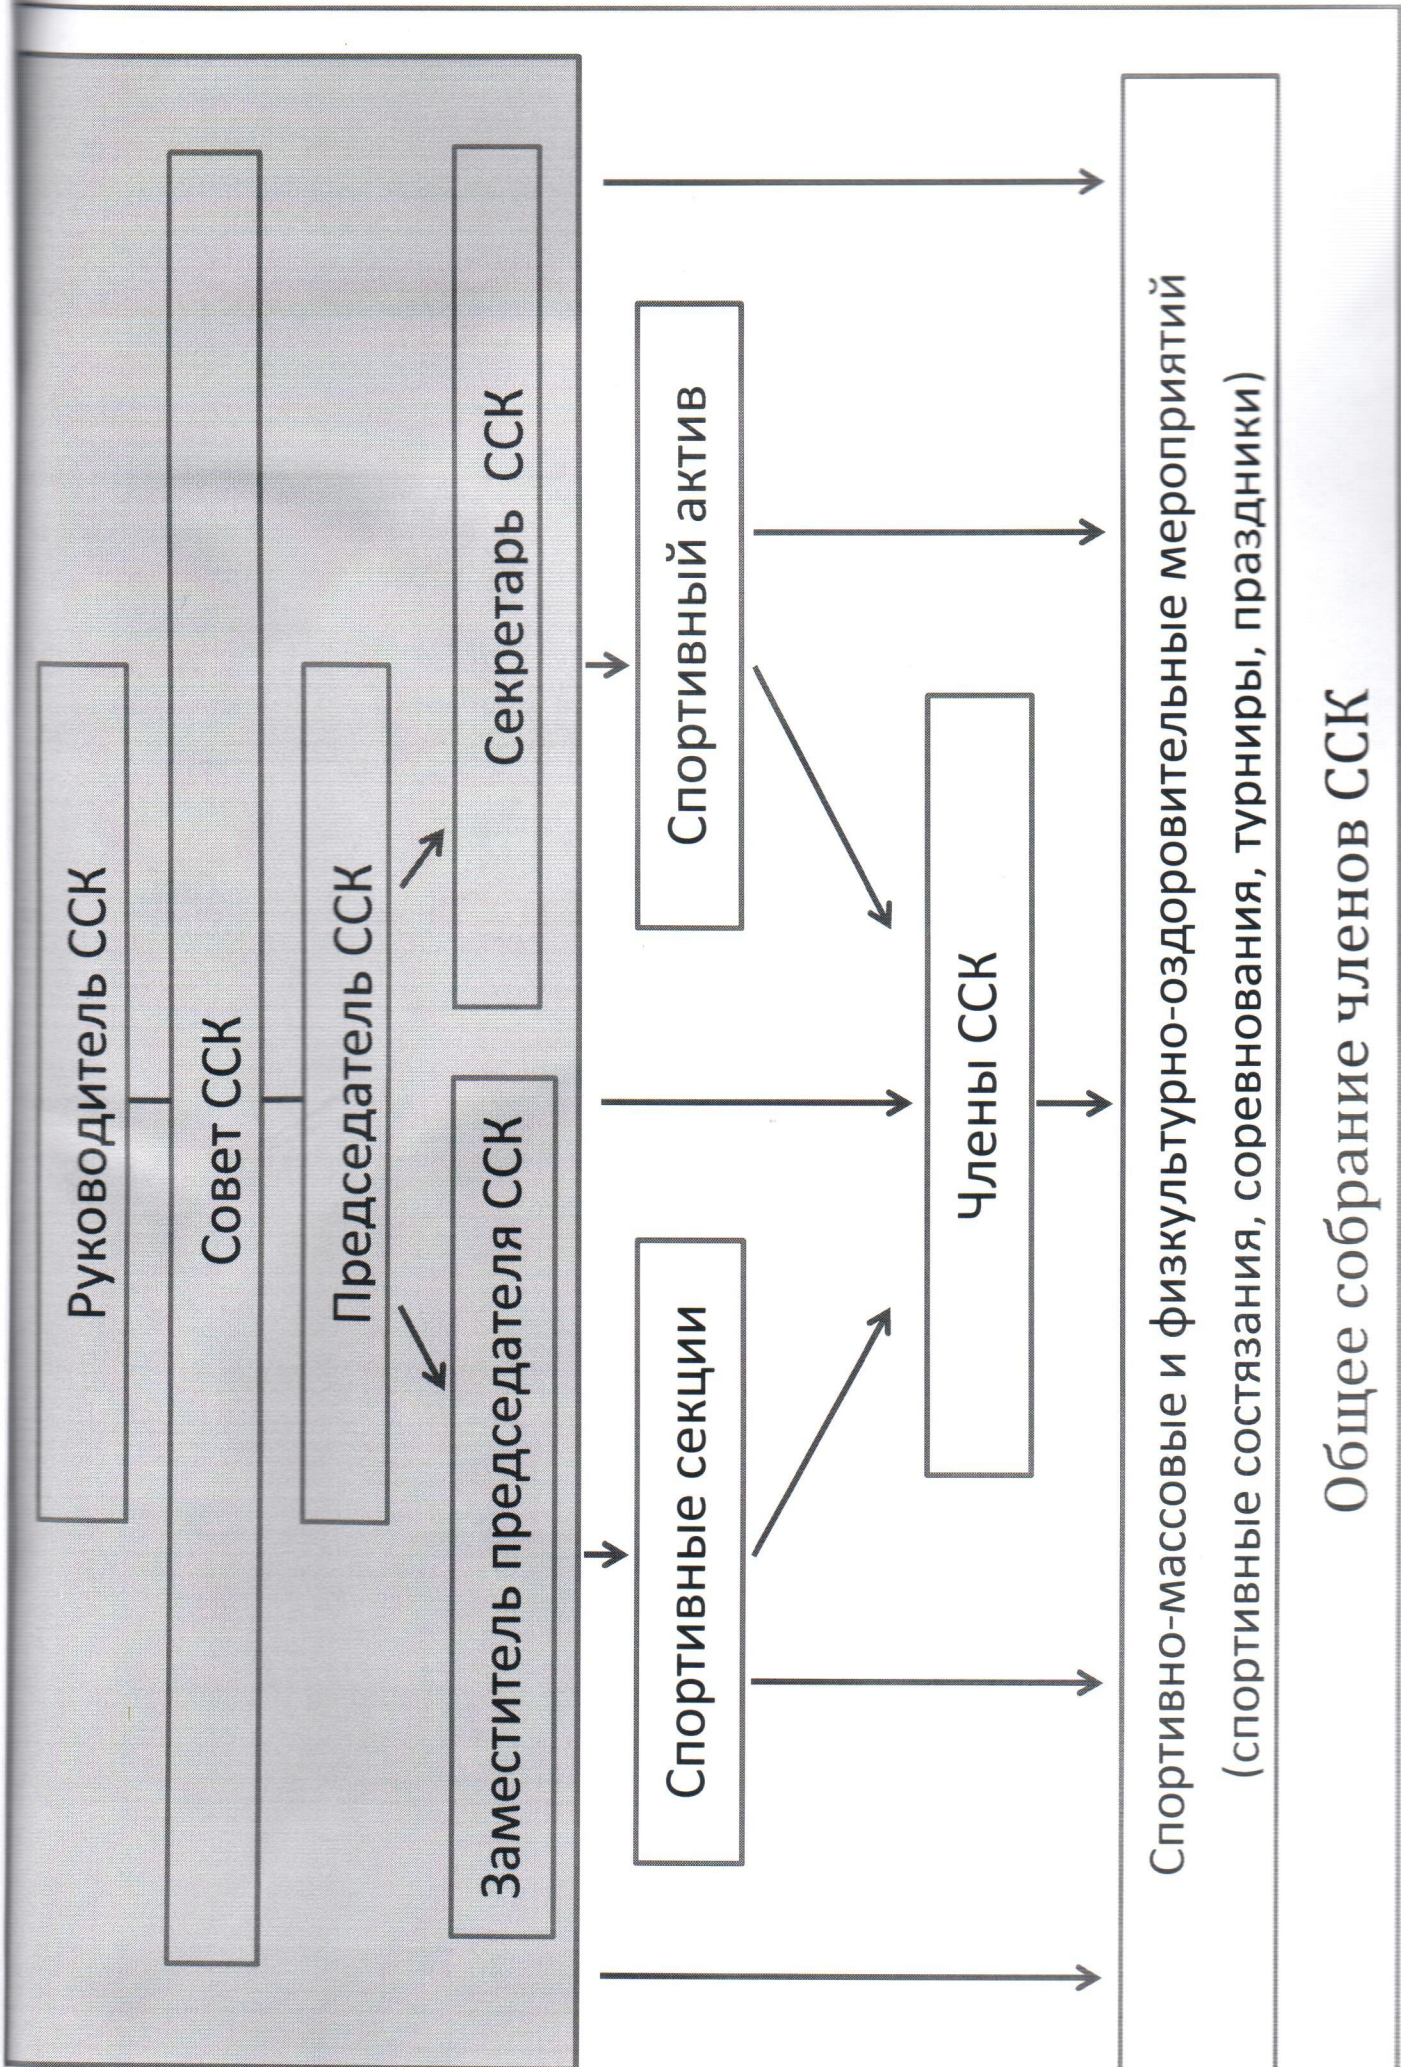 Руководитель ССК
Совет ССК
Председатель ССК
Заместитель председателя ССК
Секретарь ССК
Спортивные секции
Спортивный актив
Члены ССК
Спортивно-массовые и физкультурно-оздоровительные мероприятий
(спортивные состязания, соревнования, турниры, праздники)
Общее собрание членов ССК